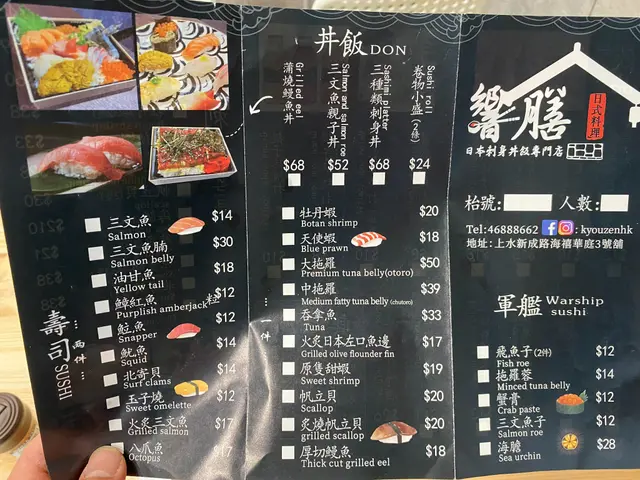 丼飯 DON
Grilled eel
蒲燒鰻魚丼
$68
Salmon and salmon roe
三文魚親子丼
$52
Sashimi platter
三種類刺身丼
$68
Sushi roll
卷物小盛(2條)
$24
壽司 SUSHI
...兩件...
三文魚 $14
Salmon
三文魚腩 $30
Salmon belly
油甘魚 $18
Yellow tail
鱆紅魚 $12
Purplish amberjack
𩶘魚 $12
Snapper
魷魚 $14
Squid
北寄貝 $14
Surf clams
玉子燒 $12
Sweet omelette
火炙三文魚 $17
Grilled salmon
八爪魚 $17
Octopus
...一件
牡丹蝦 $20
Botan shrimp
天使蝦 $18
Blue prawn
大拖羅 $50
Premium tuna belly(otoro)
中拖羅 $39
Medium fatty tuna belly (chutoro)
吞拿魚 $33
Tuna
火炙日本左口魚邊 $17
Grilled olive flounder fin
原隻甜蝦 $19
Sweet shrimp
帆立貝 $20
Scallop
炙燒帆立貝 $20
grilled scallop
厚切鰻魚 $18
Thick cut grilled eel
響膳
日式料理
日本刺身丼飯專門店
枱號: 人數:
Tel:46888662 : kyouzenhk
地址: 上水新成路海禧華庭3號舖
軍艦 Warship sushi
飛魚子(2件) $12
Fish roe
拖羅蓉 $14
Minced tuna belly
蟹膏 $12
Crab paste
三文魚子 $12
Salmon roe
海膽 $28
Sea urchin